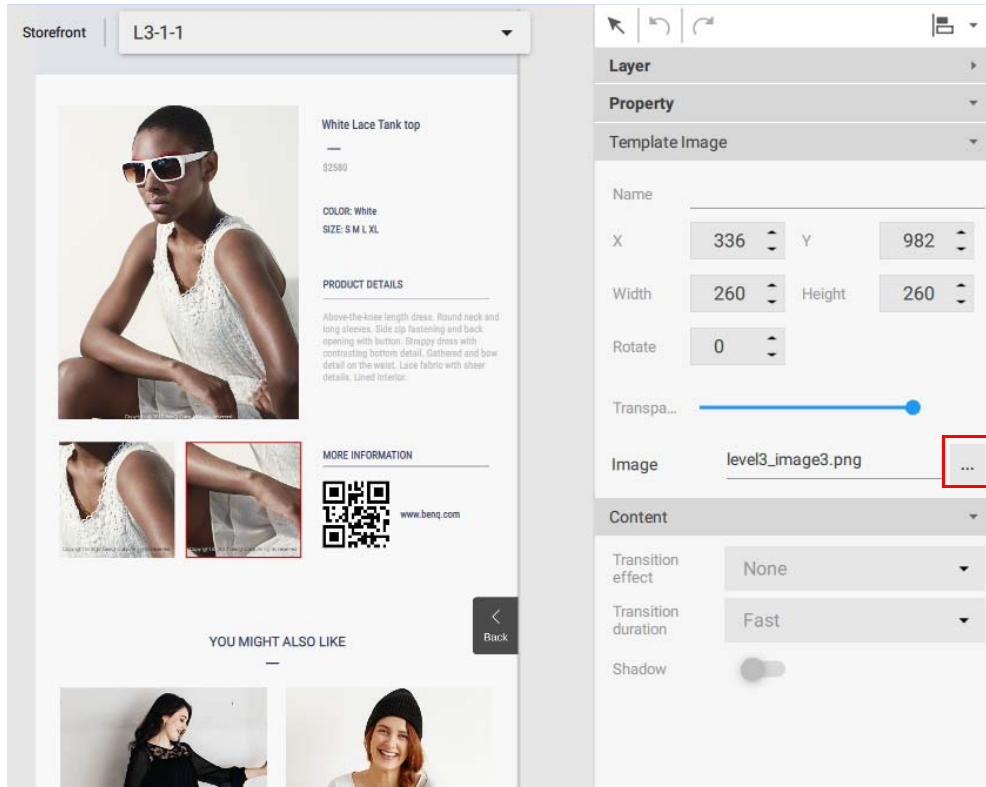 Storefront
L3-1-1
White Lace Tank top
$2580
COLOR: White
SIZE: S M L XL
PRODUCT DETAILS
Above-the-knee length dress. Round neck and
long sleeves. Side zip fastening and back
opening with button. Strappy dress with
contrasting bottom detail. Gathered and bow
detail on the waist. Lace fabric with sheer
details. Lined interior.
MORE INFORMATION
www.benq.com
Back
YOU MIGHT ALSO LIKE
Layer
Property
Template Image
Name
X 336 Y 982
Width 260 Height 260
Rotate 0
Transpa...
Image level3_image3.png ...
Content
Transition
effect
None
Transition
duration
Fast
Shadow